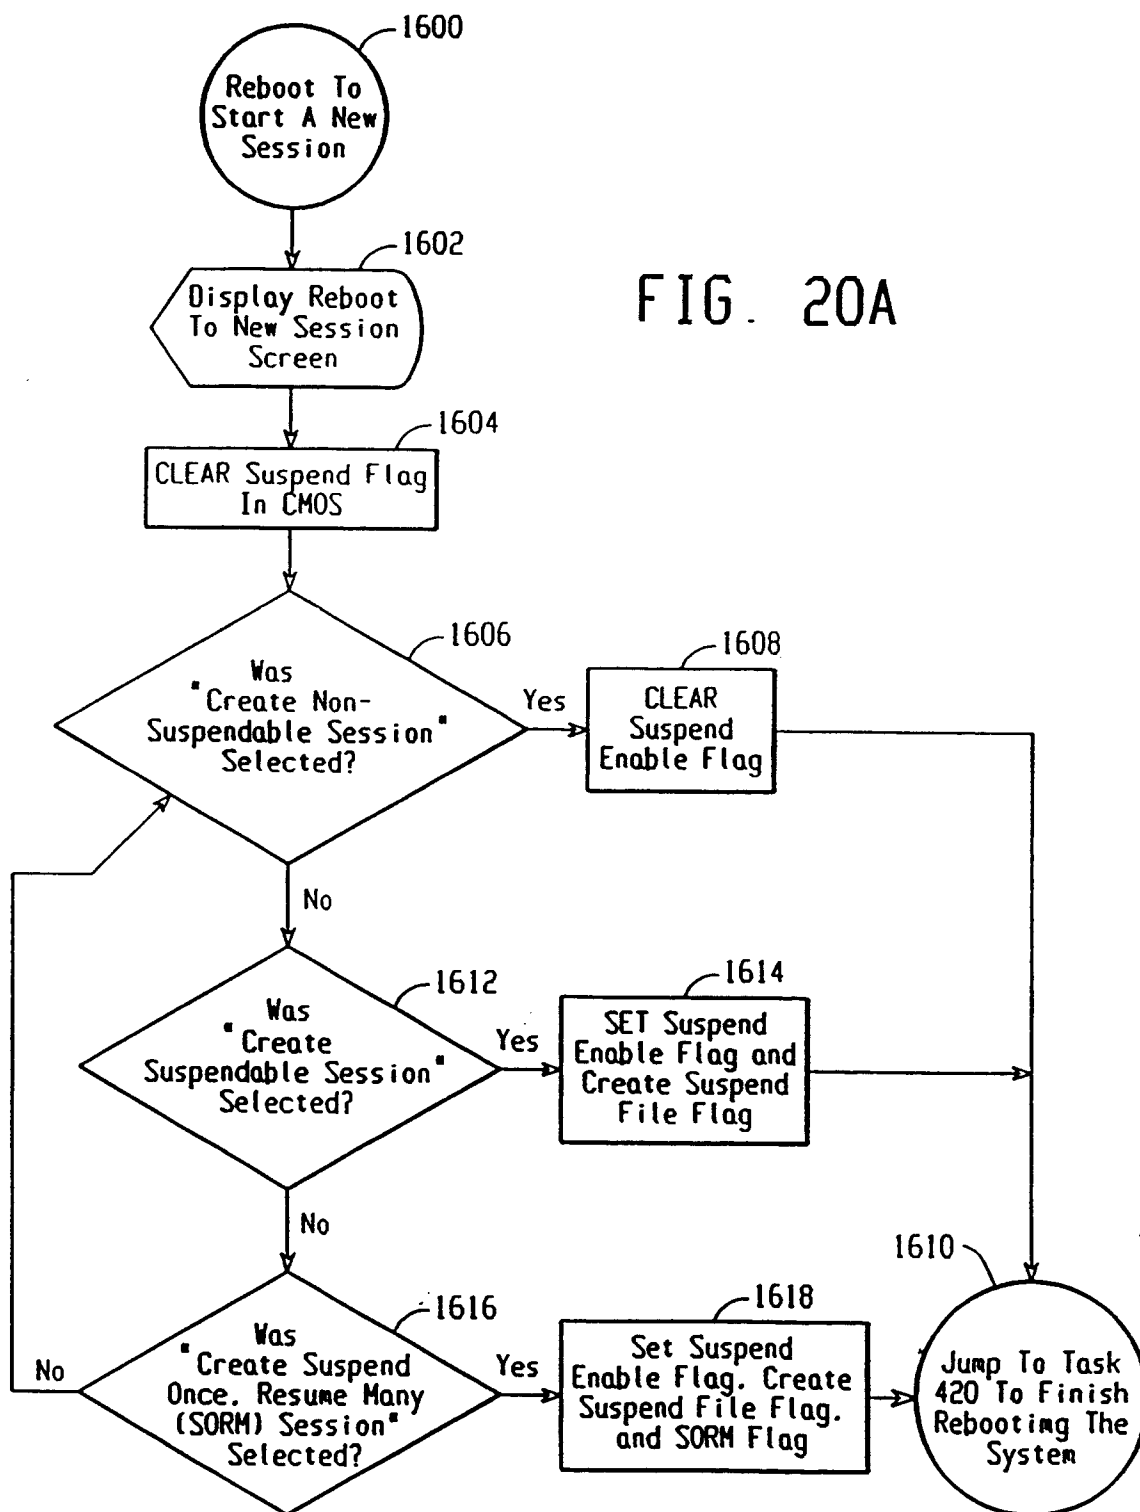 1600
Reboot To
Start A New
Session
1602
Display Reboot
To New Session
Screen
FIG. 20A
1604
CLEAR Suspend Flag
In CMOS
1606
Was
"Create Non-
Suspendable Session"
Selected?
Yes
1608
CLEAR
Suspend
Enable Flag
No
1612
Was
"Create
Suspendable Session"
Selected?
Yes
1614
SET Suspend
Enable Flag and
Create Suspend
File Flag
No
1616
Was
"Create Suspend
Once, Resume Many
(SORM) Session"
Selected?
No
Yes
1618
Set Suspend
Enable Flag, Create
Suspend File Flag,
and SORM Flag
1610
Jump To Task
420 To Finish
Rebooting The
System